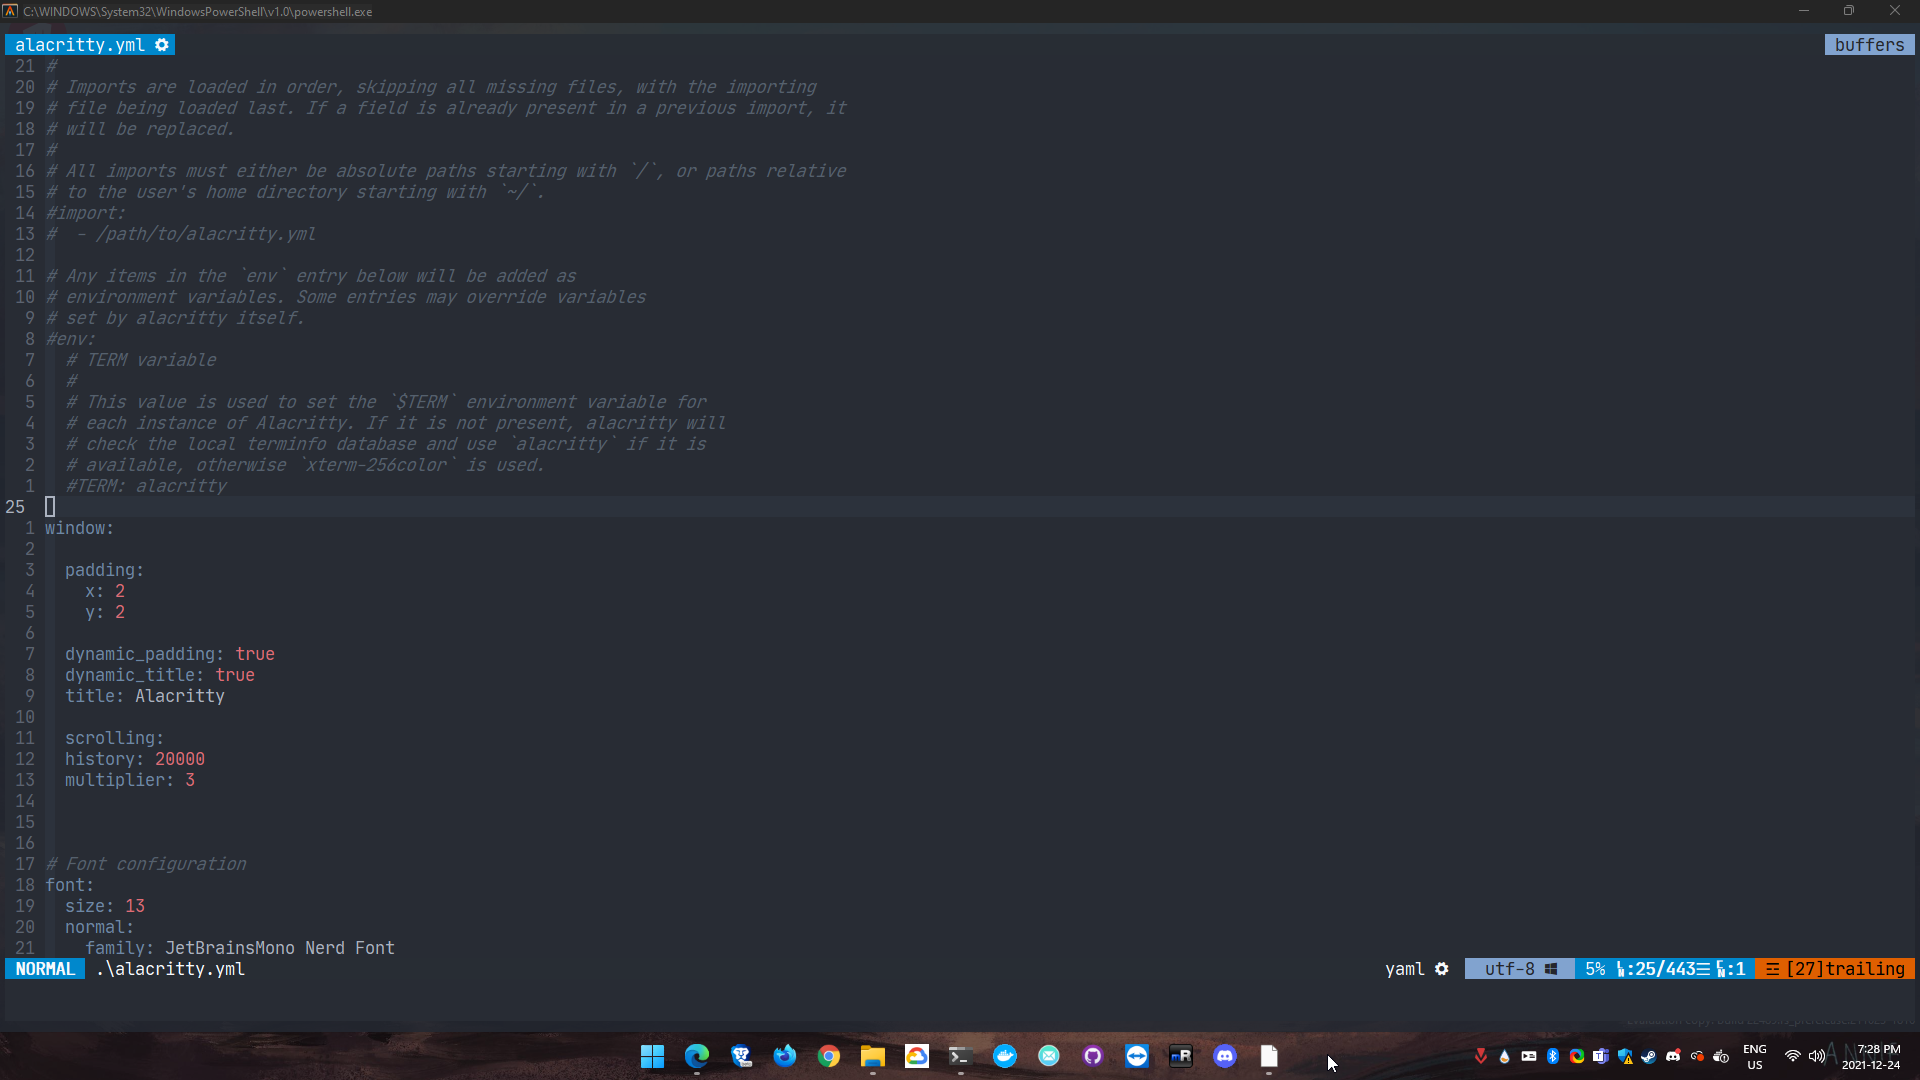 C:\WINDOWS\System32\WindowsPowerShell\v1.0\powershell.exe
alacritty.yml
buffers
21 #
20 # Imports are loaded in order, skipping all missing files, with the importing
19 # file being loaded last. If a field is already present in a previous import, it
18 # will be replaced.
17 #
16 # All imports must either be absolute paths starting with `/`, or paths relative
15 # to the user's home directory starting with `~/`.
14 #import:
13 #  - /path/to/alacritty.yml
12
11 # Any items in the `env` entry below will be added as
10 # environment variables. Some entries may override variables
9 # set by alacritty itself.
8 #env:
7   # TERM variable
6   #
5   # This value is used to set the `$TERM` environment variable for
4   # each instance of Alacritty. If it is not present, alacritty will
3   # check the local terminfo database and use `alacritty` if it is
2   # available, otherwise `xterm-256color` is used.
1   #TERM: alacritty
25
1 window:
2
3   padding:
4     x: 2
5     y: 2
6
7   dynamic_padding: true
8   dynamic_title: true
9   title: Alacritty
10
11   scrolling:
12   history: 20000
13   multiplier: 3
14
15
16
17 # Font configuration
18 font:
19   size: 13
20   normal:
21     family: JetBrainsMono Nerd Font
NORMAL .\alacritty.yml
yaml utf-8 5% :25/443 :1 [27]trailing
ENG
US
7:28 PM
2021-12-24